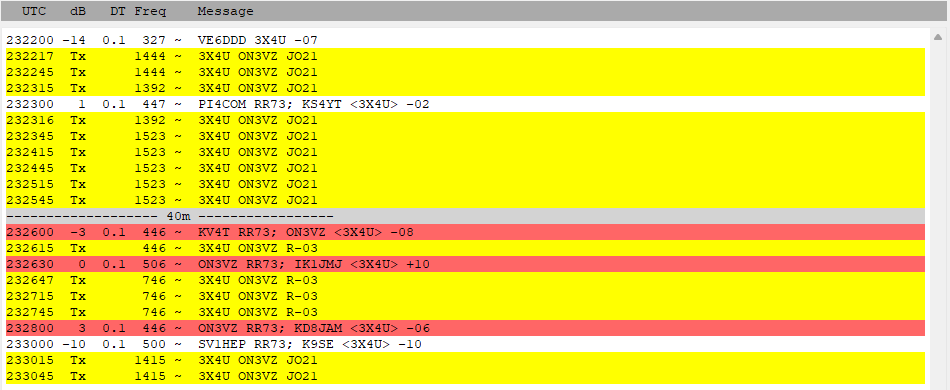 UTC dB DT Freq Message
232200 -14 0.1 327 ~ VE6DDD 3X4U -07
232217 Tx 1444 ~ 3X4U ON3VZ JO21
232245 Tx 1444 ~ 3X4U ON3VZ JO21
232315 Tx 1392 ~ 3X4U ON3VZ JO21
232300 1 0.1 447 ~ PI4COM RR73; KS4YT <3X4U> -02
232316 Tx 1392 ~ 3X4U ON3VZ JO21
232345 Tx 1523 ~ 3X4U ON3VZ JO21
232415 Tx 1523 ~ 3X4U ON3VZ JO21
232445 Tx 1523 ~ 3X4U ON3VZ JO21
232515 Tx 1523 ~ 3X4U ON3VZ JO21
232545 Tx 1523 ~ 3X4U ON3VZ JO21
------------------- 40m -----------------
232600 -3 0.1 446 ~ KV4T RR73; ON3VZ <3X4U> -08
232615 Tx 446 ~ 3X4U ON3VZ R-03
232630 0 0.1 506 ~ ON3VZ RR73; IK1JMJ <3X4U> +10
232647 Tx 746 ~ 3X4U ON3VZ R-03
232715 Tx 746 ~ 3X4U ON3VZ R-03
232745 Tx 746 ~ 3X4U ON3VZ R-03
232800 3 0.1 446 ~ ON3VZ RR73; KD8JAM <3X4U> -06
233000 -10 0.1 500 ~ SV1HEP RR73; K9SE <3X4U> -10
233015 Tx 1415 ~ 3X4U ON3VZ JO21
233045 Tx 1415 ~ 3X4U ON3VZ JO21